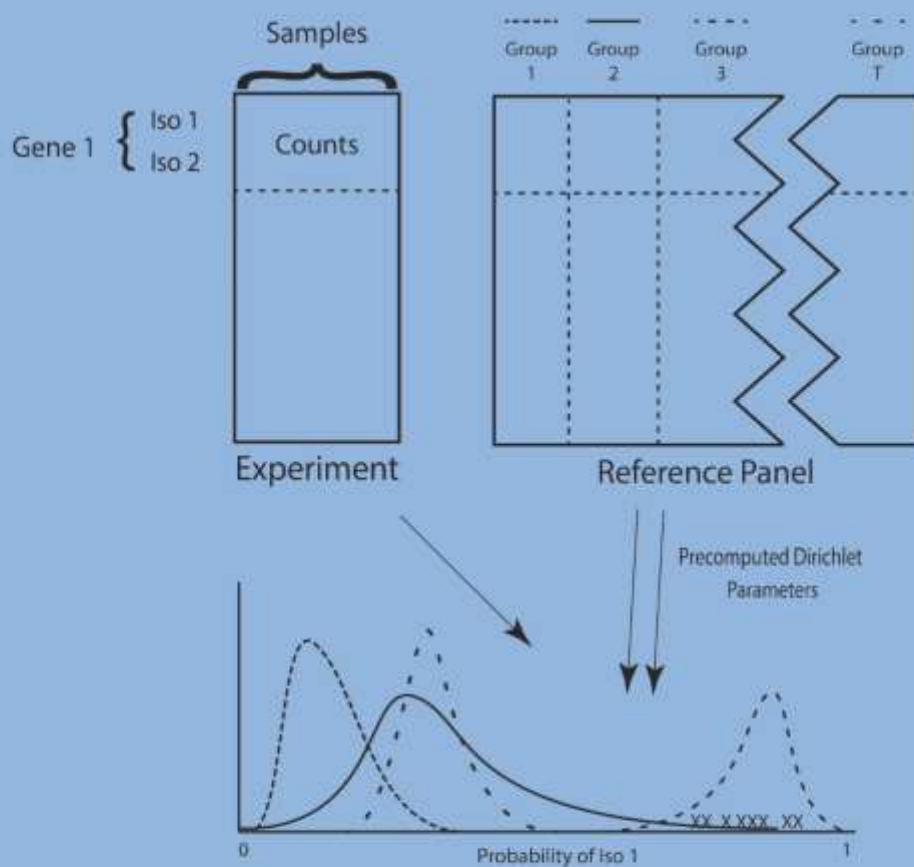 Samples
Group 1
Group 2
Group 3
Group T
Gene 1
Iso 1
Iso 2
Counts
Experiment
Reference Panel
Precomputed Dirichlet
Parameters
XX X XXX XX
0
Probability of Iso 1
1